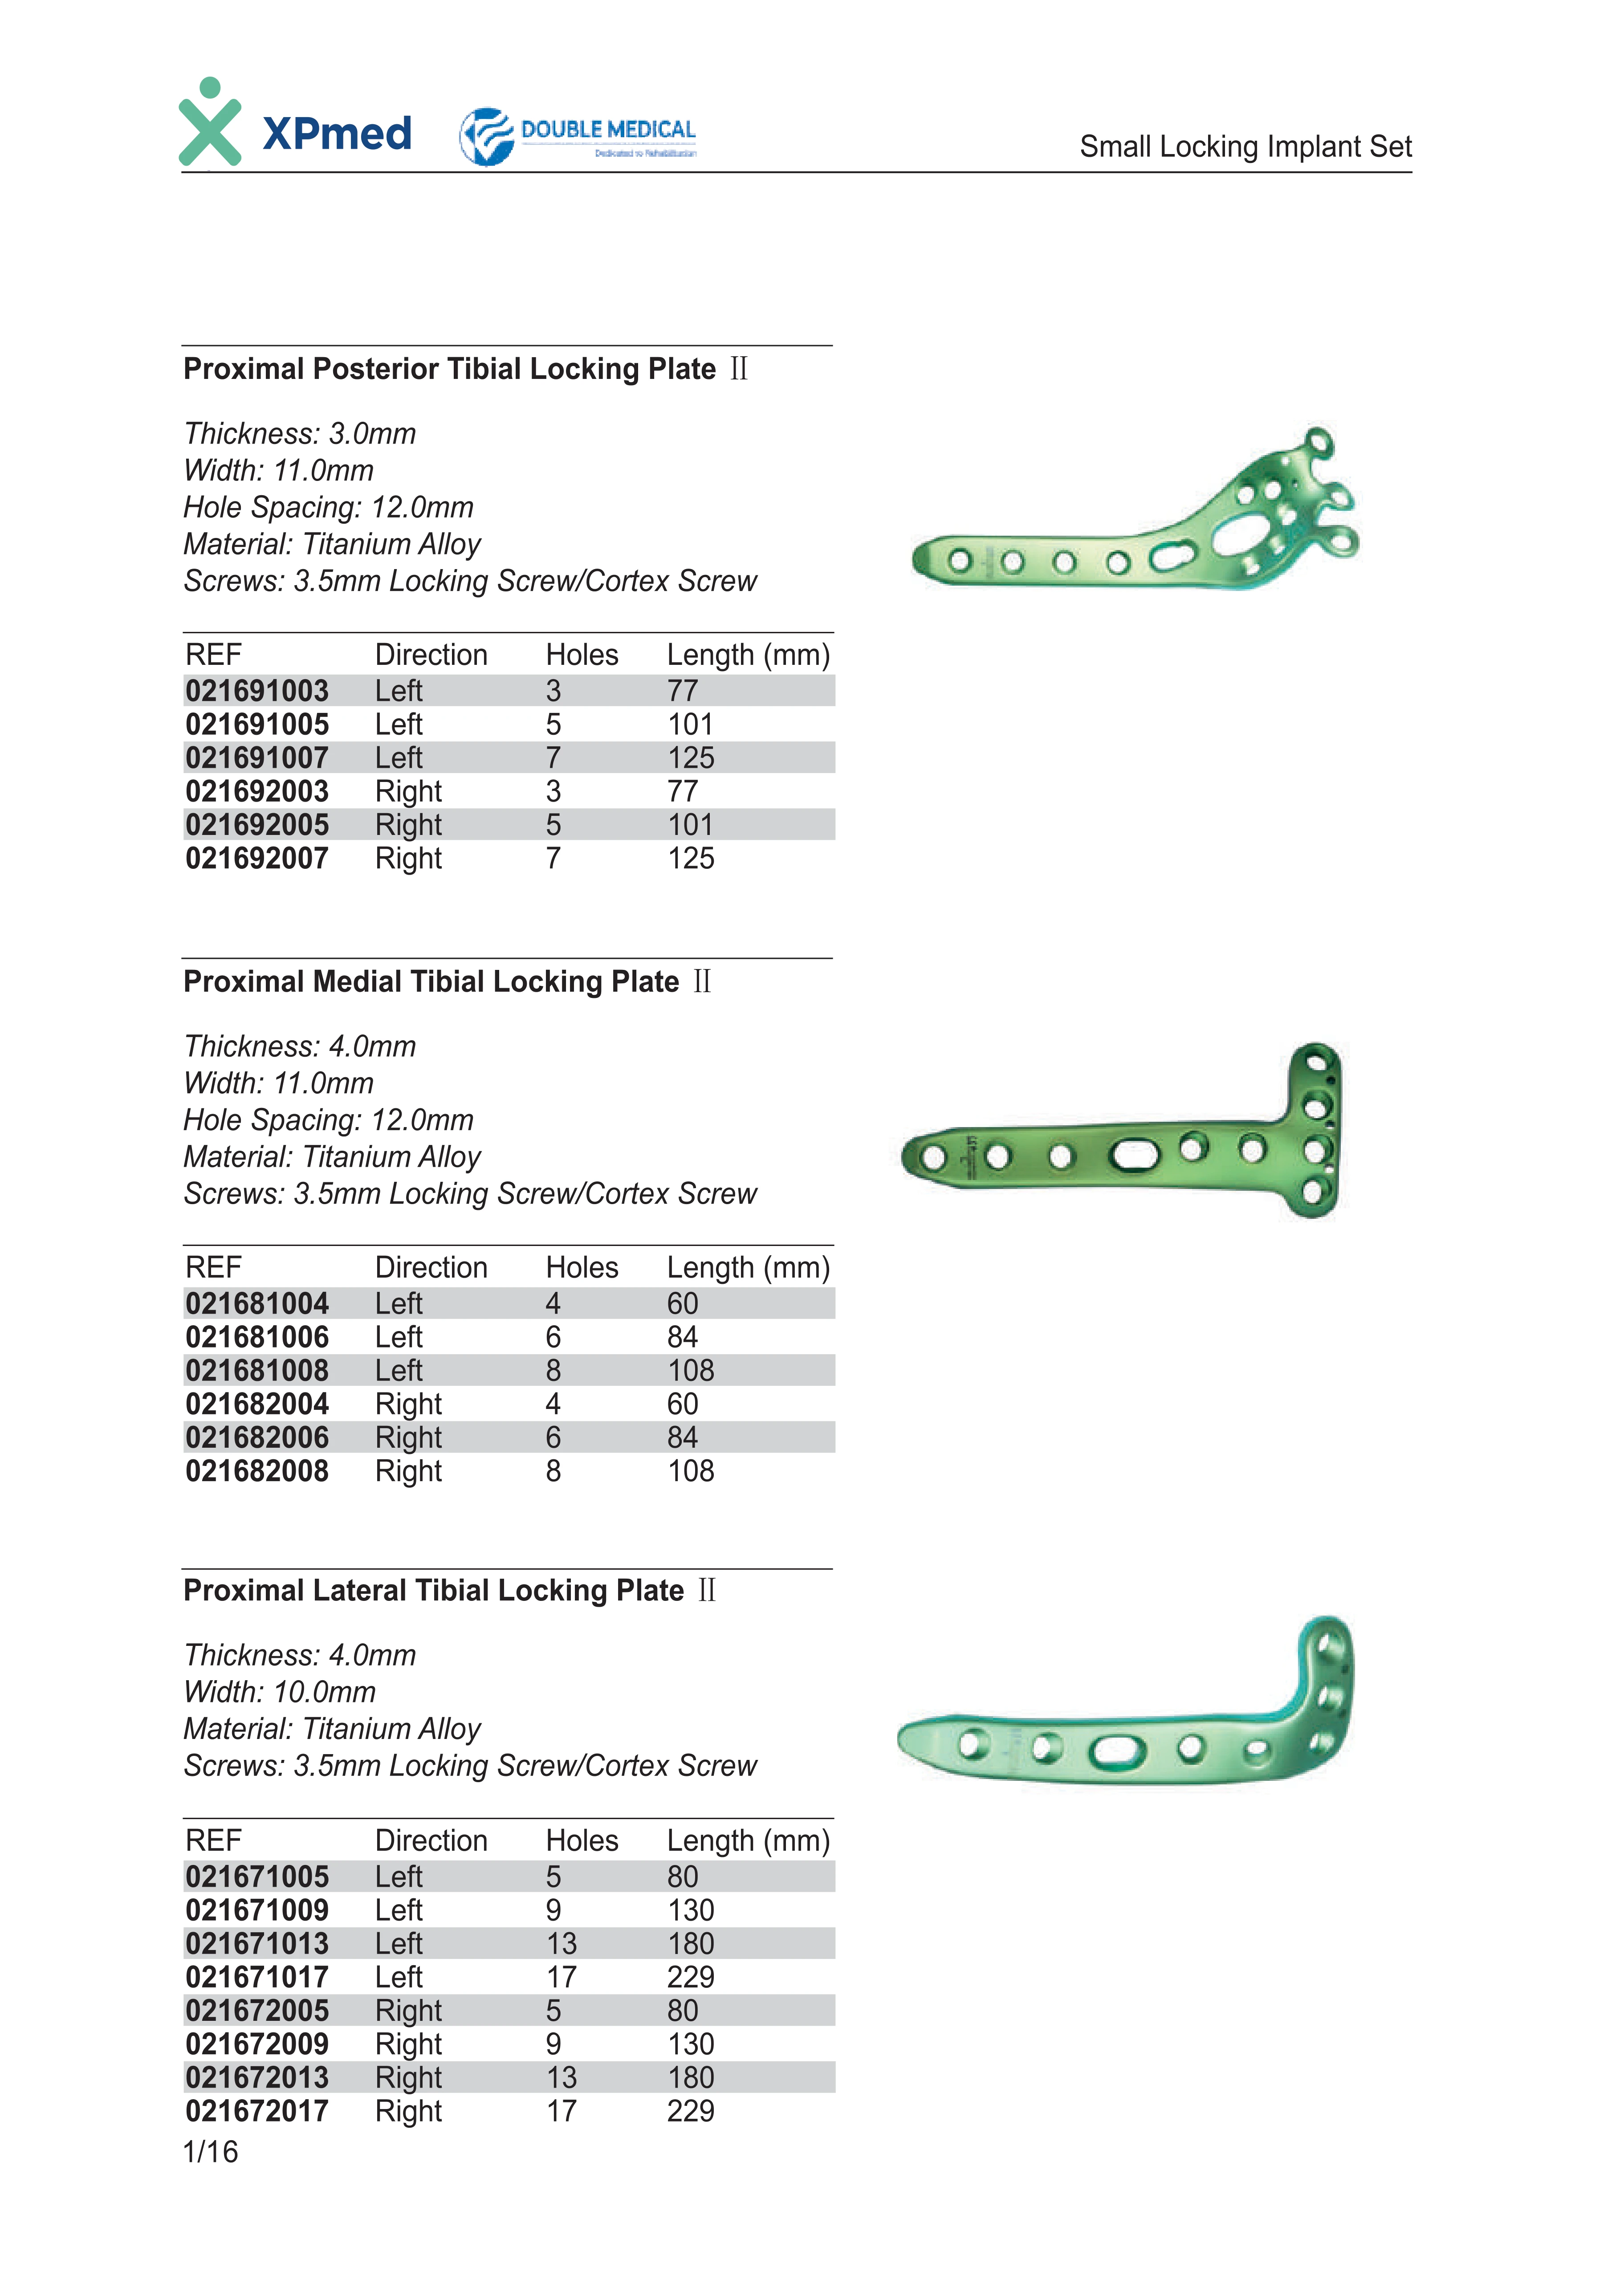 XPmed
DOUBLE MEDICAL
Dedicated to Rehabilitation
Small Locking Implant Set
Proximal Posterior Tibial Locking Plate Ⅱ
Thickness: 3.0mm
Width: 11.0mm
Hole Spacing: 12.0mm
Material: Titanium Alloy
Screws: 3.5mm Locking Screw/Cortex Screw
REF Direction Holes Length (mm)
021691003 Left 3 77
021691005 Left 5 101
021691007 Left 7 125
021692003 Right 3 77
021692005 Right 5 101
021692007 Right 7 125
Proximal Medial Tibial Locking Plate Ⅱ
Thickness: 4.0mm
Width: 11.0mm
Hole Spacing: 12.0mm
Material: Titanium Alloy
Screws: 3.5mm Locking Screw/Cortex Screw
REF Direction Holes Length (mm)
021681004 Left 4 60
021681006 Left 6 84
021681008 Left 8 108
021682004 Right 4 60
021682006 Right 6 84
021682008 Right 8 108
Proximal Lateral Tibial Locking Plate Ⅱ
Thickness: 4.0mm
Width: 10.0mm
Material: Titanium Alloy
Screws: 3.5mm Locking Screw/Cortex Screw
REF Direction Holes Length (mm)
021671005 Left 5 80
021671009 Left 9 130
021671013 Left 13 180
021671017 Left 17 229
021672005 Right 5 80
021672009 Right 9 130
021672013 Right 13 180
021672017 Right 17 229
1/16